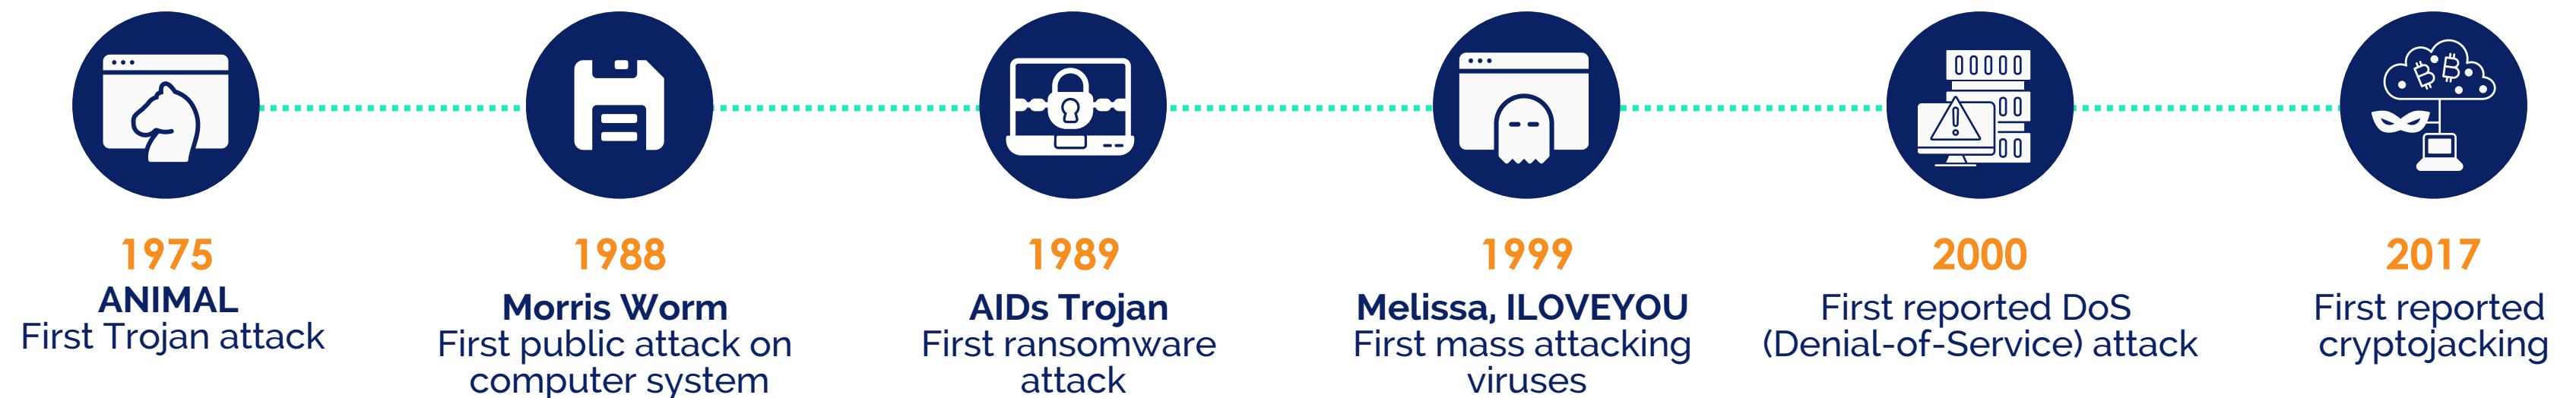 1975
ANIMAL
First Trojan attack
1988
Morris Worm
First public attack on
computer system
1989
AIDs Trojan
First ransomware
attack
1999
Melissa, ILOVEYOU
First mass attacking
viruses
2000
First reported DoS
(Denial-of-Service) attack
2017
First reported
cryptojacking